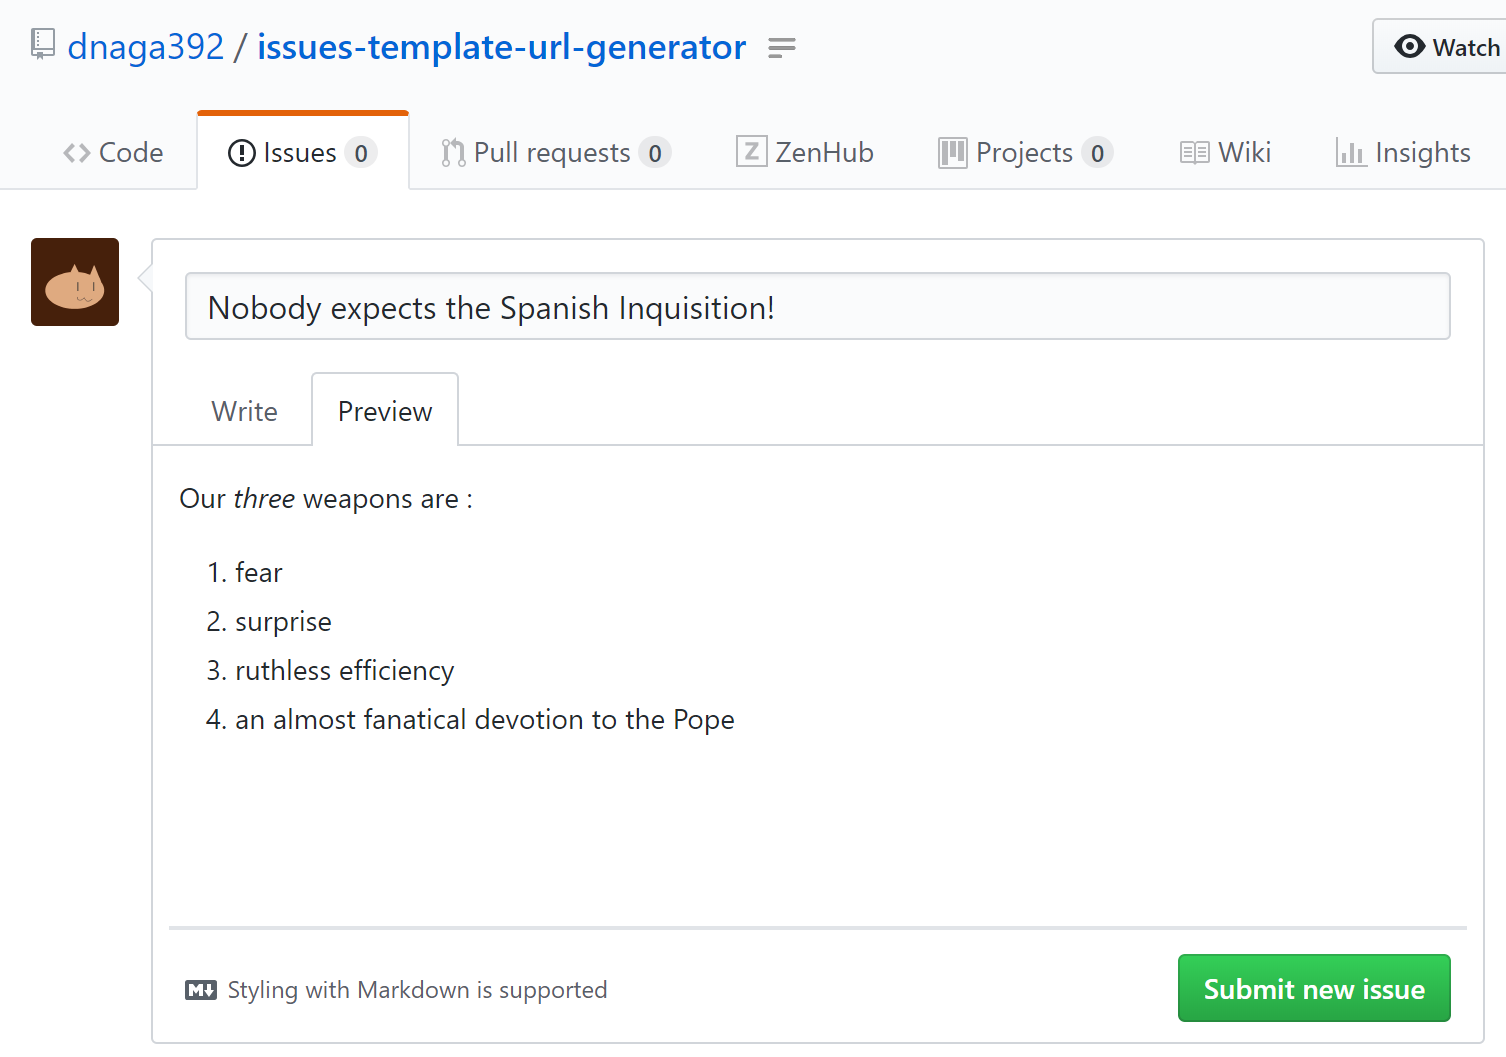 dnaga392 / issues-template-url-generator
Watch
Code
Issues 0
Pull requests 0
Z ZenHub
Projects 0
Wiki
Insights
Nobody expects the Spanish Inquisition!
Write
Preview
Our three weapons are :
1. fear
2. surprise
3. ruthless efficiency
4. an almost fanatical devotion to the Pope
M Styling with Markdown is supported
Submit new issue